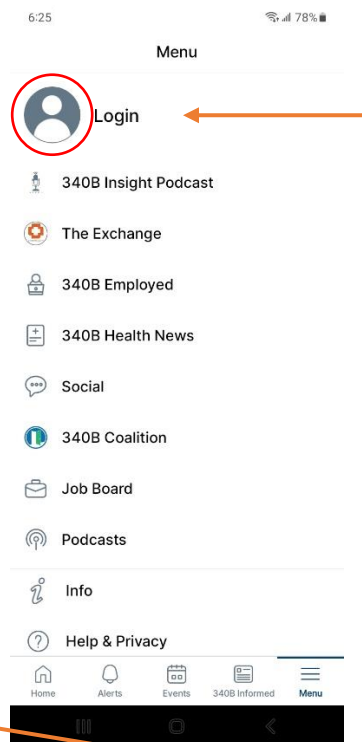 6:25 78%
Menu
Login
340B Insight Podcast
The Exchange
340B Employed
340B Health News
Social
340B Coalition
Job Board
Podcasts
Info
Help & Privacy
Home Alerts Events 340B Informed Menu